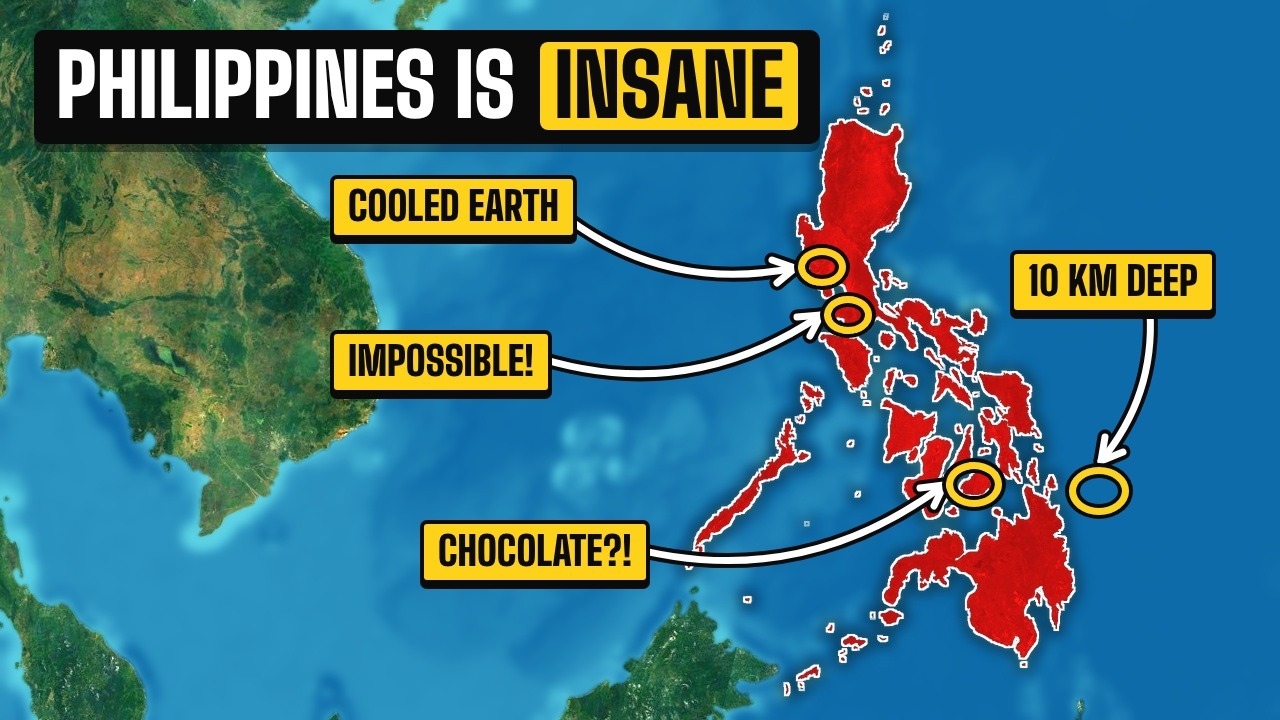 PHILIPPINES IS INSANE
COOLED EARTH
10 KM DEEP
IMPOSSIBLE!
CHOCOLATE?!